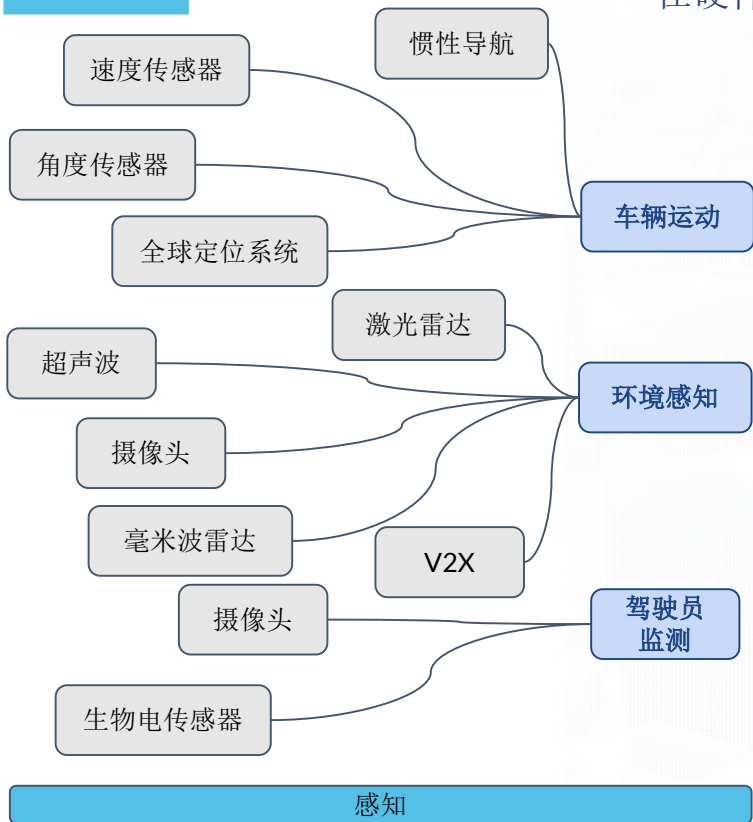 惯性导航
速度传感器
角度传感器
车辆运动
全球定位系统
激光雷达
超声波
环境感知
摄像头
毫米波雷达
V2X
摄像头
驾驶员
监测
生物电传感器
感知